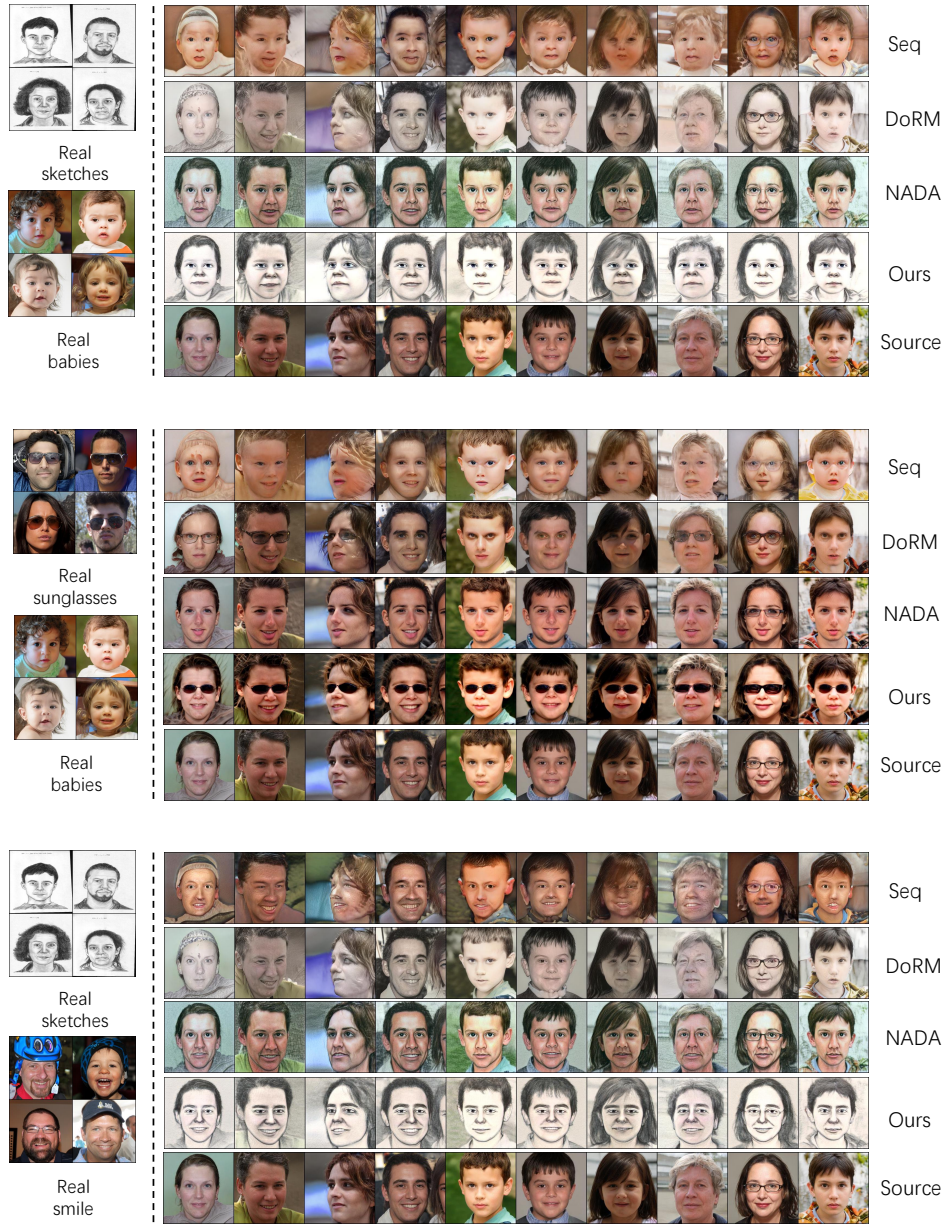 Real
sketches
Real
babies
Seq
DoRM
NADA
Ours
Source
Real
sunglasses
Real
babies
Seq
DoRM
NADA
Ours
Source
Real
sketches
Real
smile
Seq
DoRM
NADA
Ours
Source